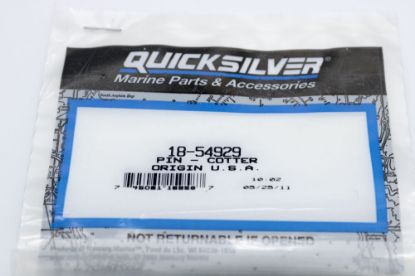 QUICKSILVER
Marine Parts & Accessories
18-54929
PIN - COTTER
ORIGIN U.S.A.
10-02
05/25/11
NOT RETURNABLE IF OPENED